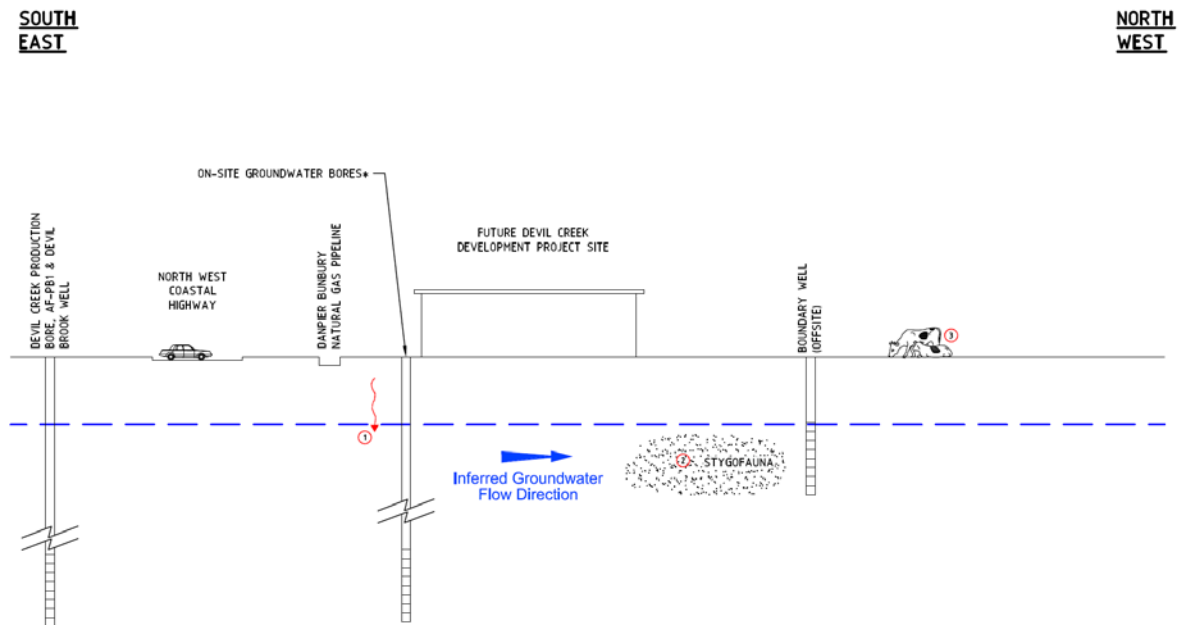 SOUTH
EAST
NORTH
WEST
ON-SITE GROUNDWATER BORES*
DEVIL CREEK PRODUCTION
BORE, AF-PB1 & DEVIL
BROOK WELL
NORTH WEST
COASTAL
HIGHWAY
DANPIER BUNBURY
NATURAL GAS PIPELINE
FUTURE DEVIL CREEK
DEVELOPMENT PROJECT SITE
BOUNDARY WELL
(OFFSITE)
3
1
2
STYGOFAUNA
Inferred Groundwater
Flow Direction